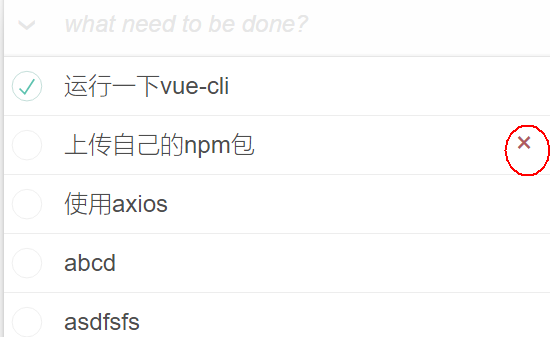 what need to be done?
运行一下vue-cli
上传自己的npm包
使用axios
abcd
asdfsfs